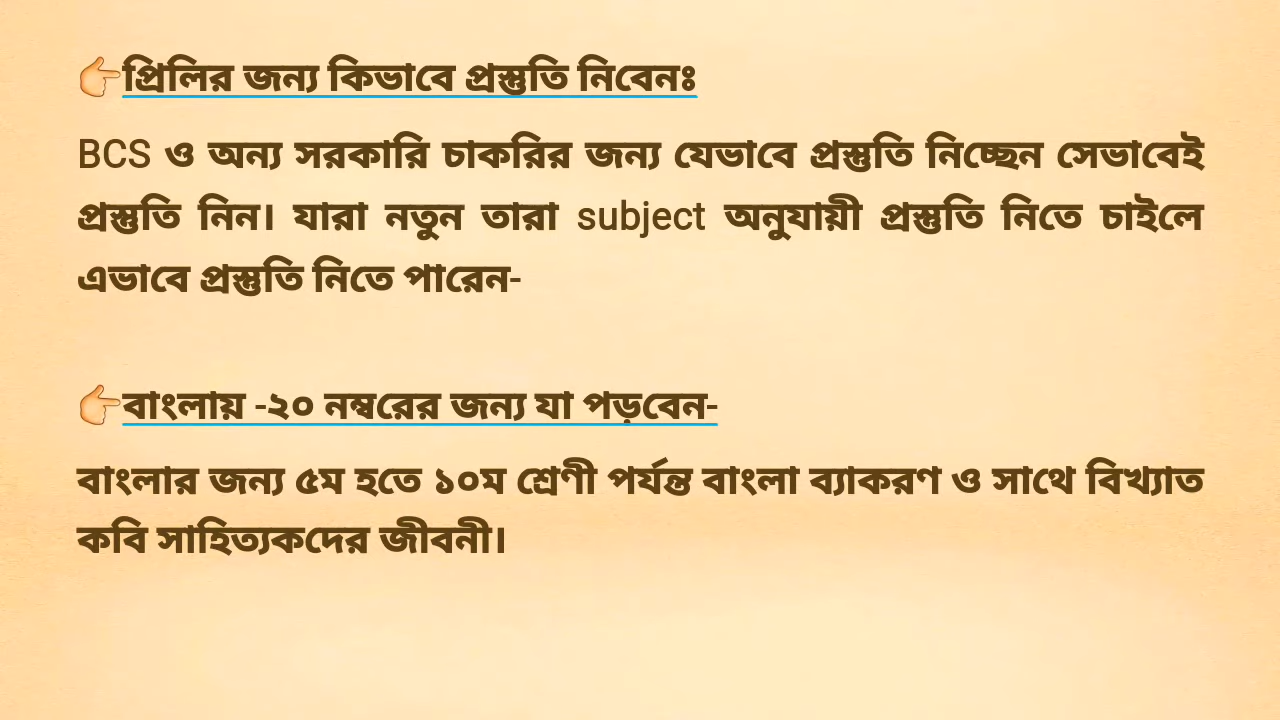 👉প্রিলির জন্য কিভাবে প্রস্তুতি নিবেনঃ
BCS ও অন্য সরকারি চাকরির জন্য যেভাবে প্রস্তুতি নিচ্ছেন সেভাবেই
প্রস্তুতি নিন। যারা নতুন তারা subject অনুযায়ী প্রস্তুতি নিতে চাইলে
এভাবে প্রস্তুতি নিতে পারেন-
👉বাংলায় -২০ নম্বরের জন্য যা পড়বেন-
বাংলার জন্য ৫ম হতে ১০ম শ্রেণী পর্যন্ত বাংলা ব্যাকরণ ও সাথে বিখ্যাত
কবি সাহিত্যকদের জীবনী।